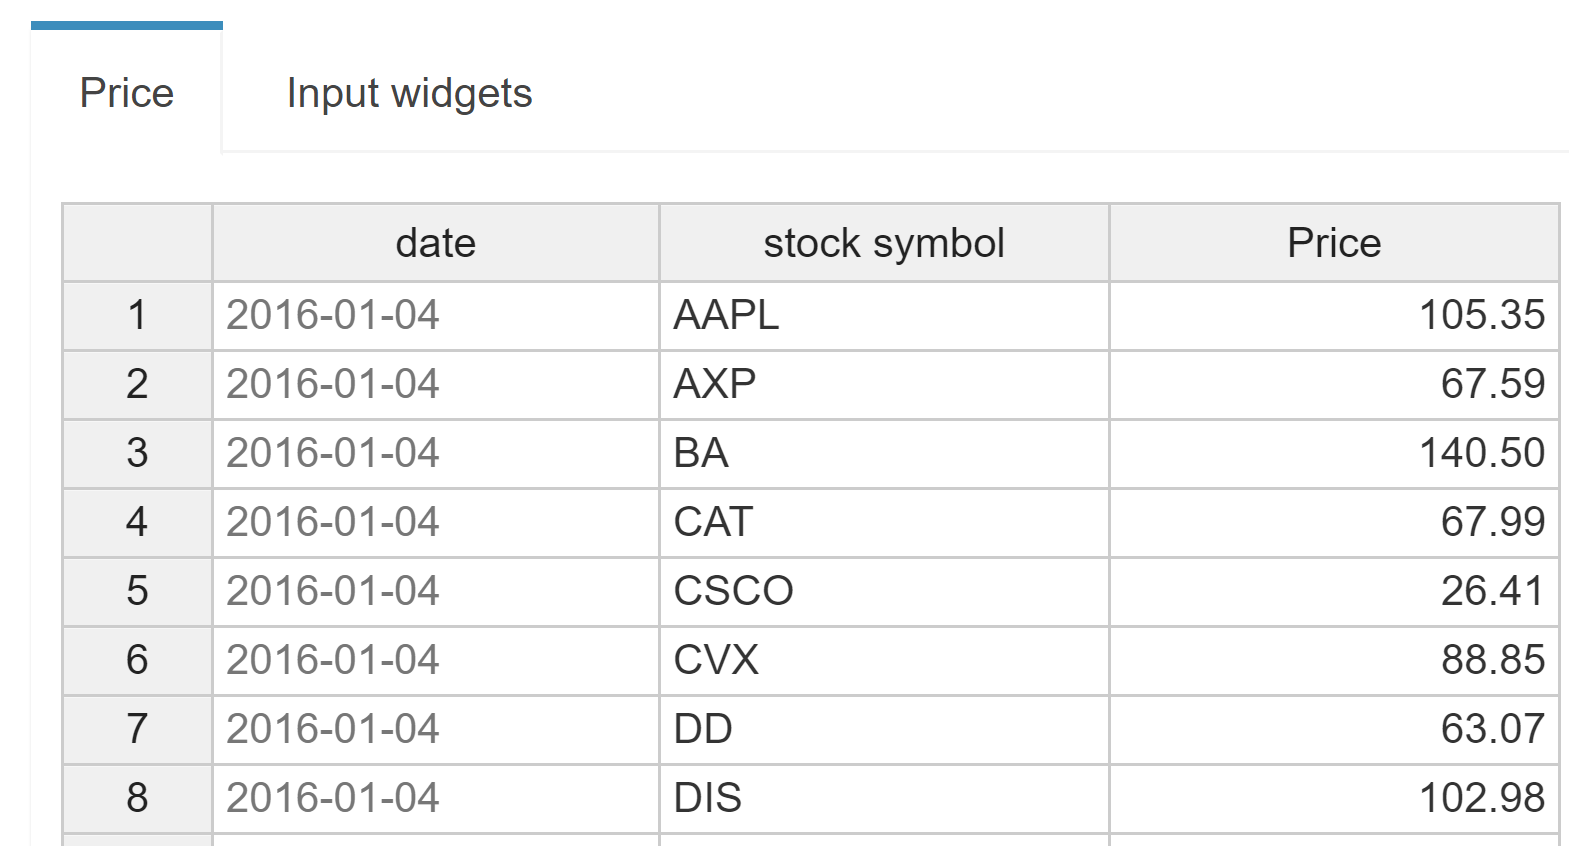 Price Input widgets
date stock symbol Price
1 2016-01-04 AAPL 105.35
2 2016-01-04 AXP 67.59
3 2016-01-04 BA 140.50
4 2016-01-04 CAT 67.99
5 2016-01-04 CSCO 26.41
6 2016-01-04 CVX 88.85
7 2016-01-04 DD 63.07
8 2016-01-04 DIS 102.98